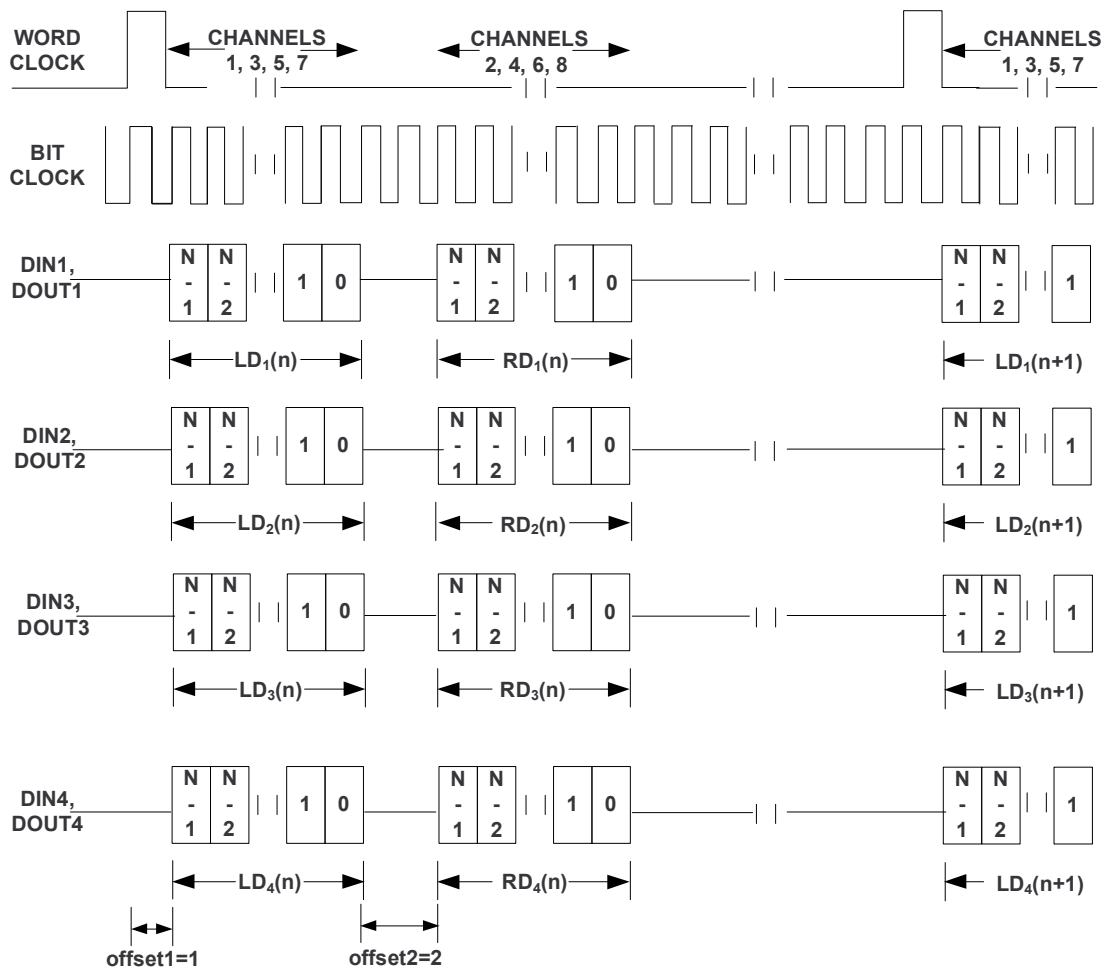 WORD
CLOCK
CHANNELS
1, 3, 5, 7
CHANNELS
2, 4, 6, 8
CHANNELS
1, 3, 5, 7
BIT
CLOCK
DIN1,
DOUT1
N
-
1
N
-
2
1
0
N
-
1
N
-
2
1
0
N
-
1
N
-
2
1
LD₁(n)
RD₁(n)
LD₁(n+1)
DIN2,
DOUT2
N
-
1
N
-
2
1
0
N
-
1
N
-
2
1
0
N
-
1
N
-
2
1
LD₂(n)
RD₂(n)
LD₂(n+1)
DIN3,
DOUT3
N
-
1
N
-
2
1
0
N
-
1
N
-
2
1
0
N
-
1
N
-
2
1
LD₃(n)
RD₃(n)
LD₃(n+1)
DIN4,
DOUT4
N
-
1
N
-
2
1
0
N
-
1
N
-
2
1
0
N
-
1
N
-
2
1
LD₄(n)
RD₄(n)
LD₄(n+1)
offset1=1
offset2=2